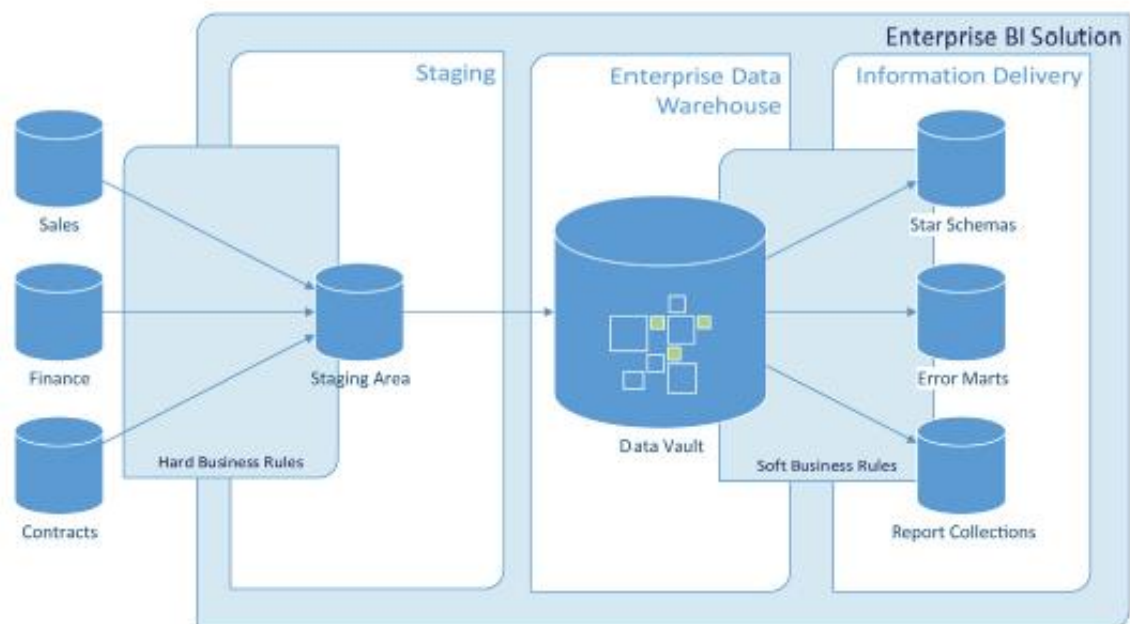 Enterprise BI Solution
Staging
Enterprise Data
Warehouse
Information Delivery
Sales
Star Schemas
Finance
Staging Area
Error Marts
Data Vault
Hard Business Rules
Soft Business Rules
Contracts
Report Collections